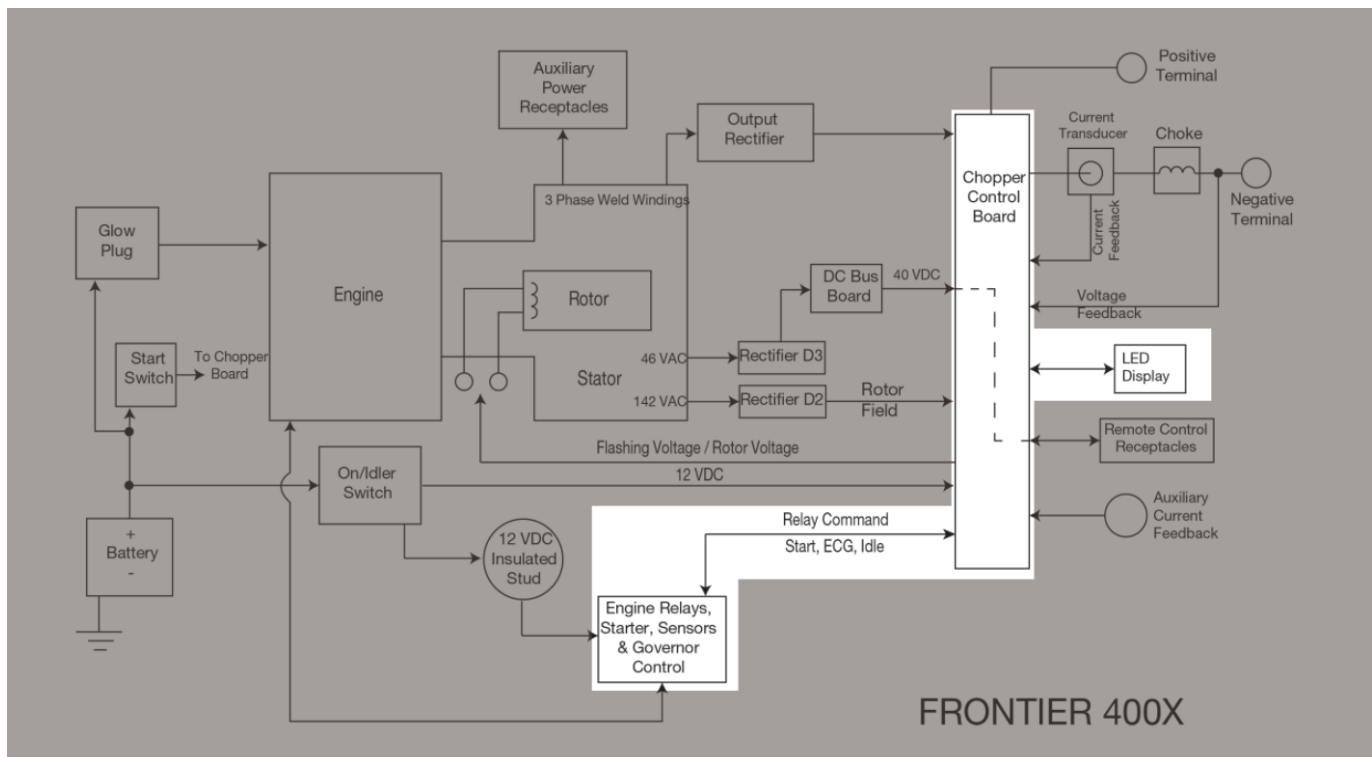 Auxiliary
Power
Receptacles
Output
Rectifier
Positive
Terminal
Current
Transducer
Choke
Chopper
Control
Board
Negative
Terminal
Current
Feedback
3 Phase Weld Windings
Glow
Plug
Engine
Rotor
DC Bus
Board
40 VDC
Voltage
Feedback
Start
Switch
To Chopper
Board
46 VAC
Rectifier D3
LED
Display
Stator
142 VAC
Rectifier D2
Rotor
Field
Remote Control
Receptacles
Flashing Voltage / Rotor Voltage
12 VDC
On/Idler
Switch
+
Battery
-
12 VDC
Insulated
Stud
Relay Command
Start, ECG, Idle
Auxiliary
Current
Feedback
Engine Relays,
Starter, Sensors
& Governor
Control
FRONTIER 400X